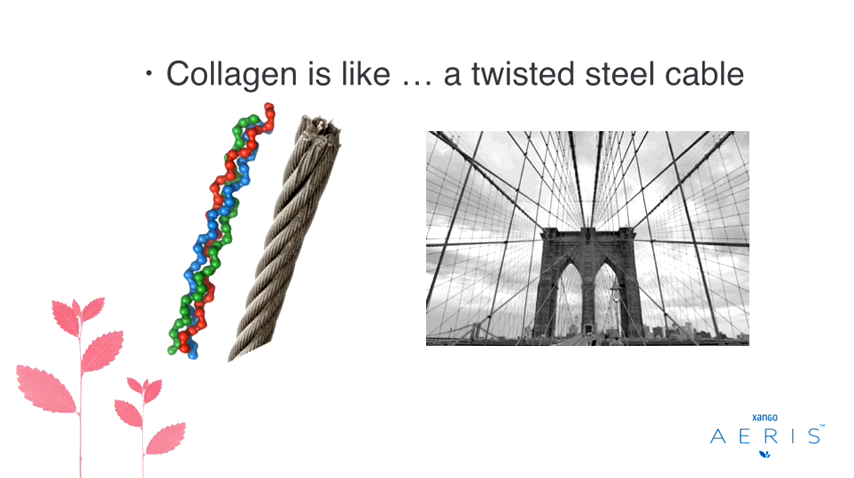 • Collagen is like … a twisted steel cable
xango
AERIS™